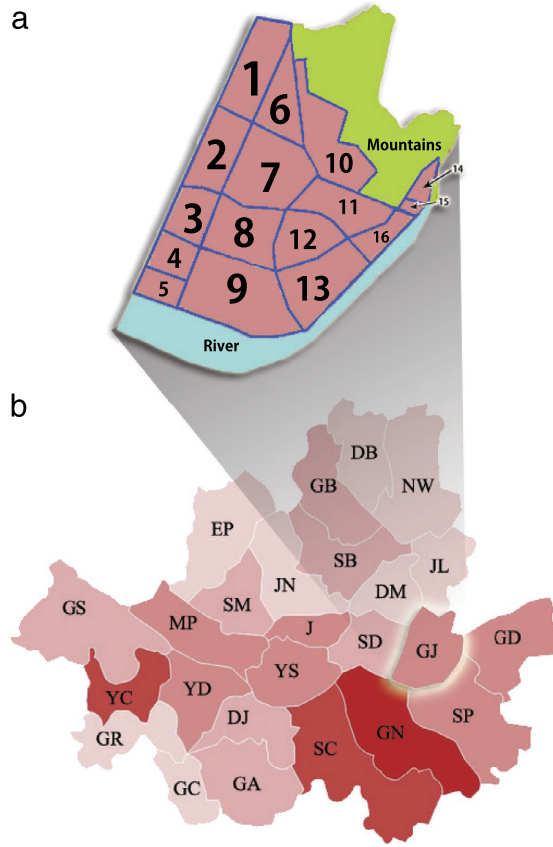 a
1
6
2
Mountains
10
7
14
15
3
11
8
12
16
4
5
9
13
River
b
DB
GB
NW
EP
SB
JL
JN
DM
GS
SM
MP
J
SD
GJ
GD
YS
YC
YD
DJ
SP
GR
SC
GN
GC
GA